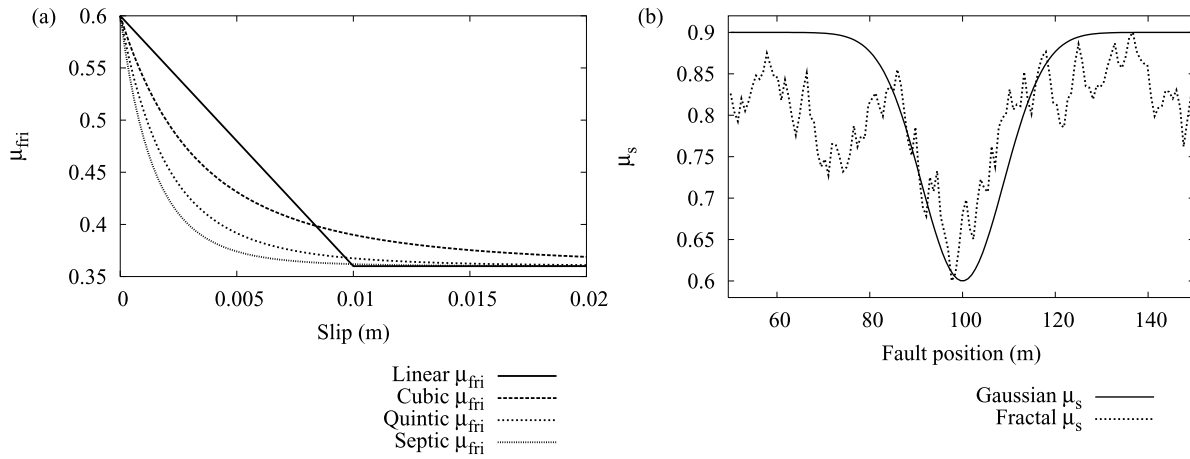 (a)
0.6
0.55
0.5
0.45
0.4
0.35
μfri
0 0.005 0.01 0.015 0.02
Slip (m)
Linear μfri
Cubic μfri
Quintic μfri
Septic μfri
(b)
0.9
0.85
0.8
0.75
0.7
0.65
0.6
μs
60 80 100 120 140
Fault position (m)
Gaussian μs
Fractal μs